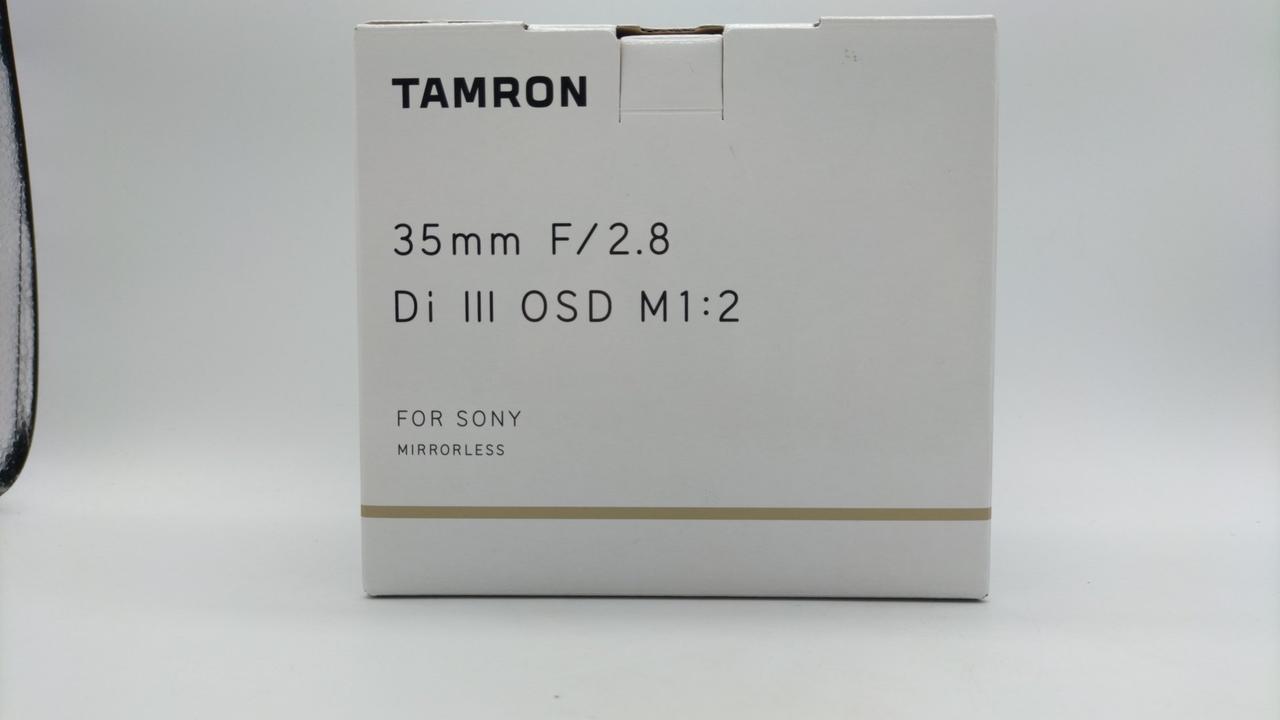 TAMRON
35mm F/2.8
Di III OSD M1:2
FOR SONY
MIRRORLESS